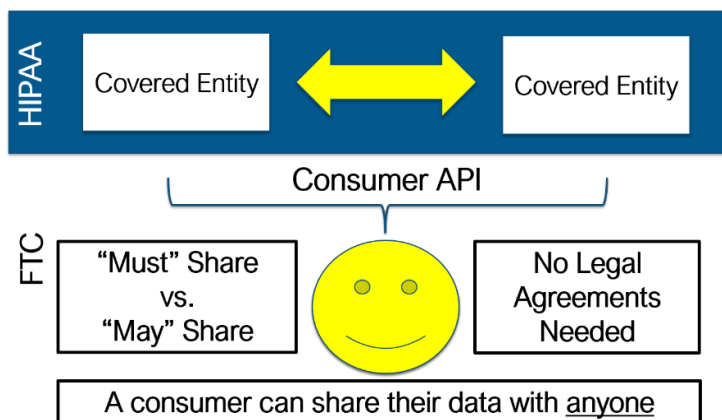 HIPAA
Covered Entity
Covered Entity
Consumer API
FTC
“Must” Share
vs.
“May” Share
No Legal
Agreements
Needed
A consumer can share their data with anyone